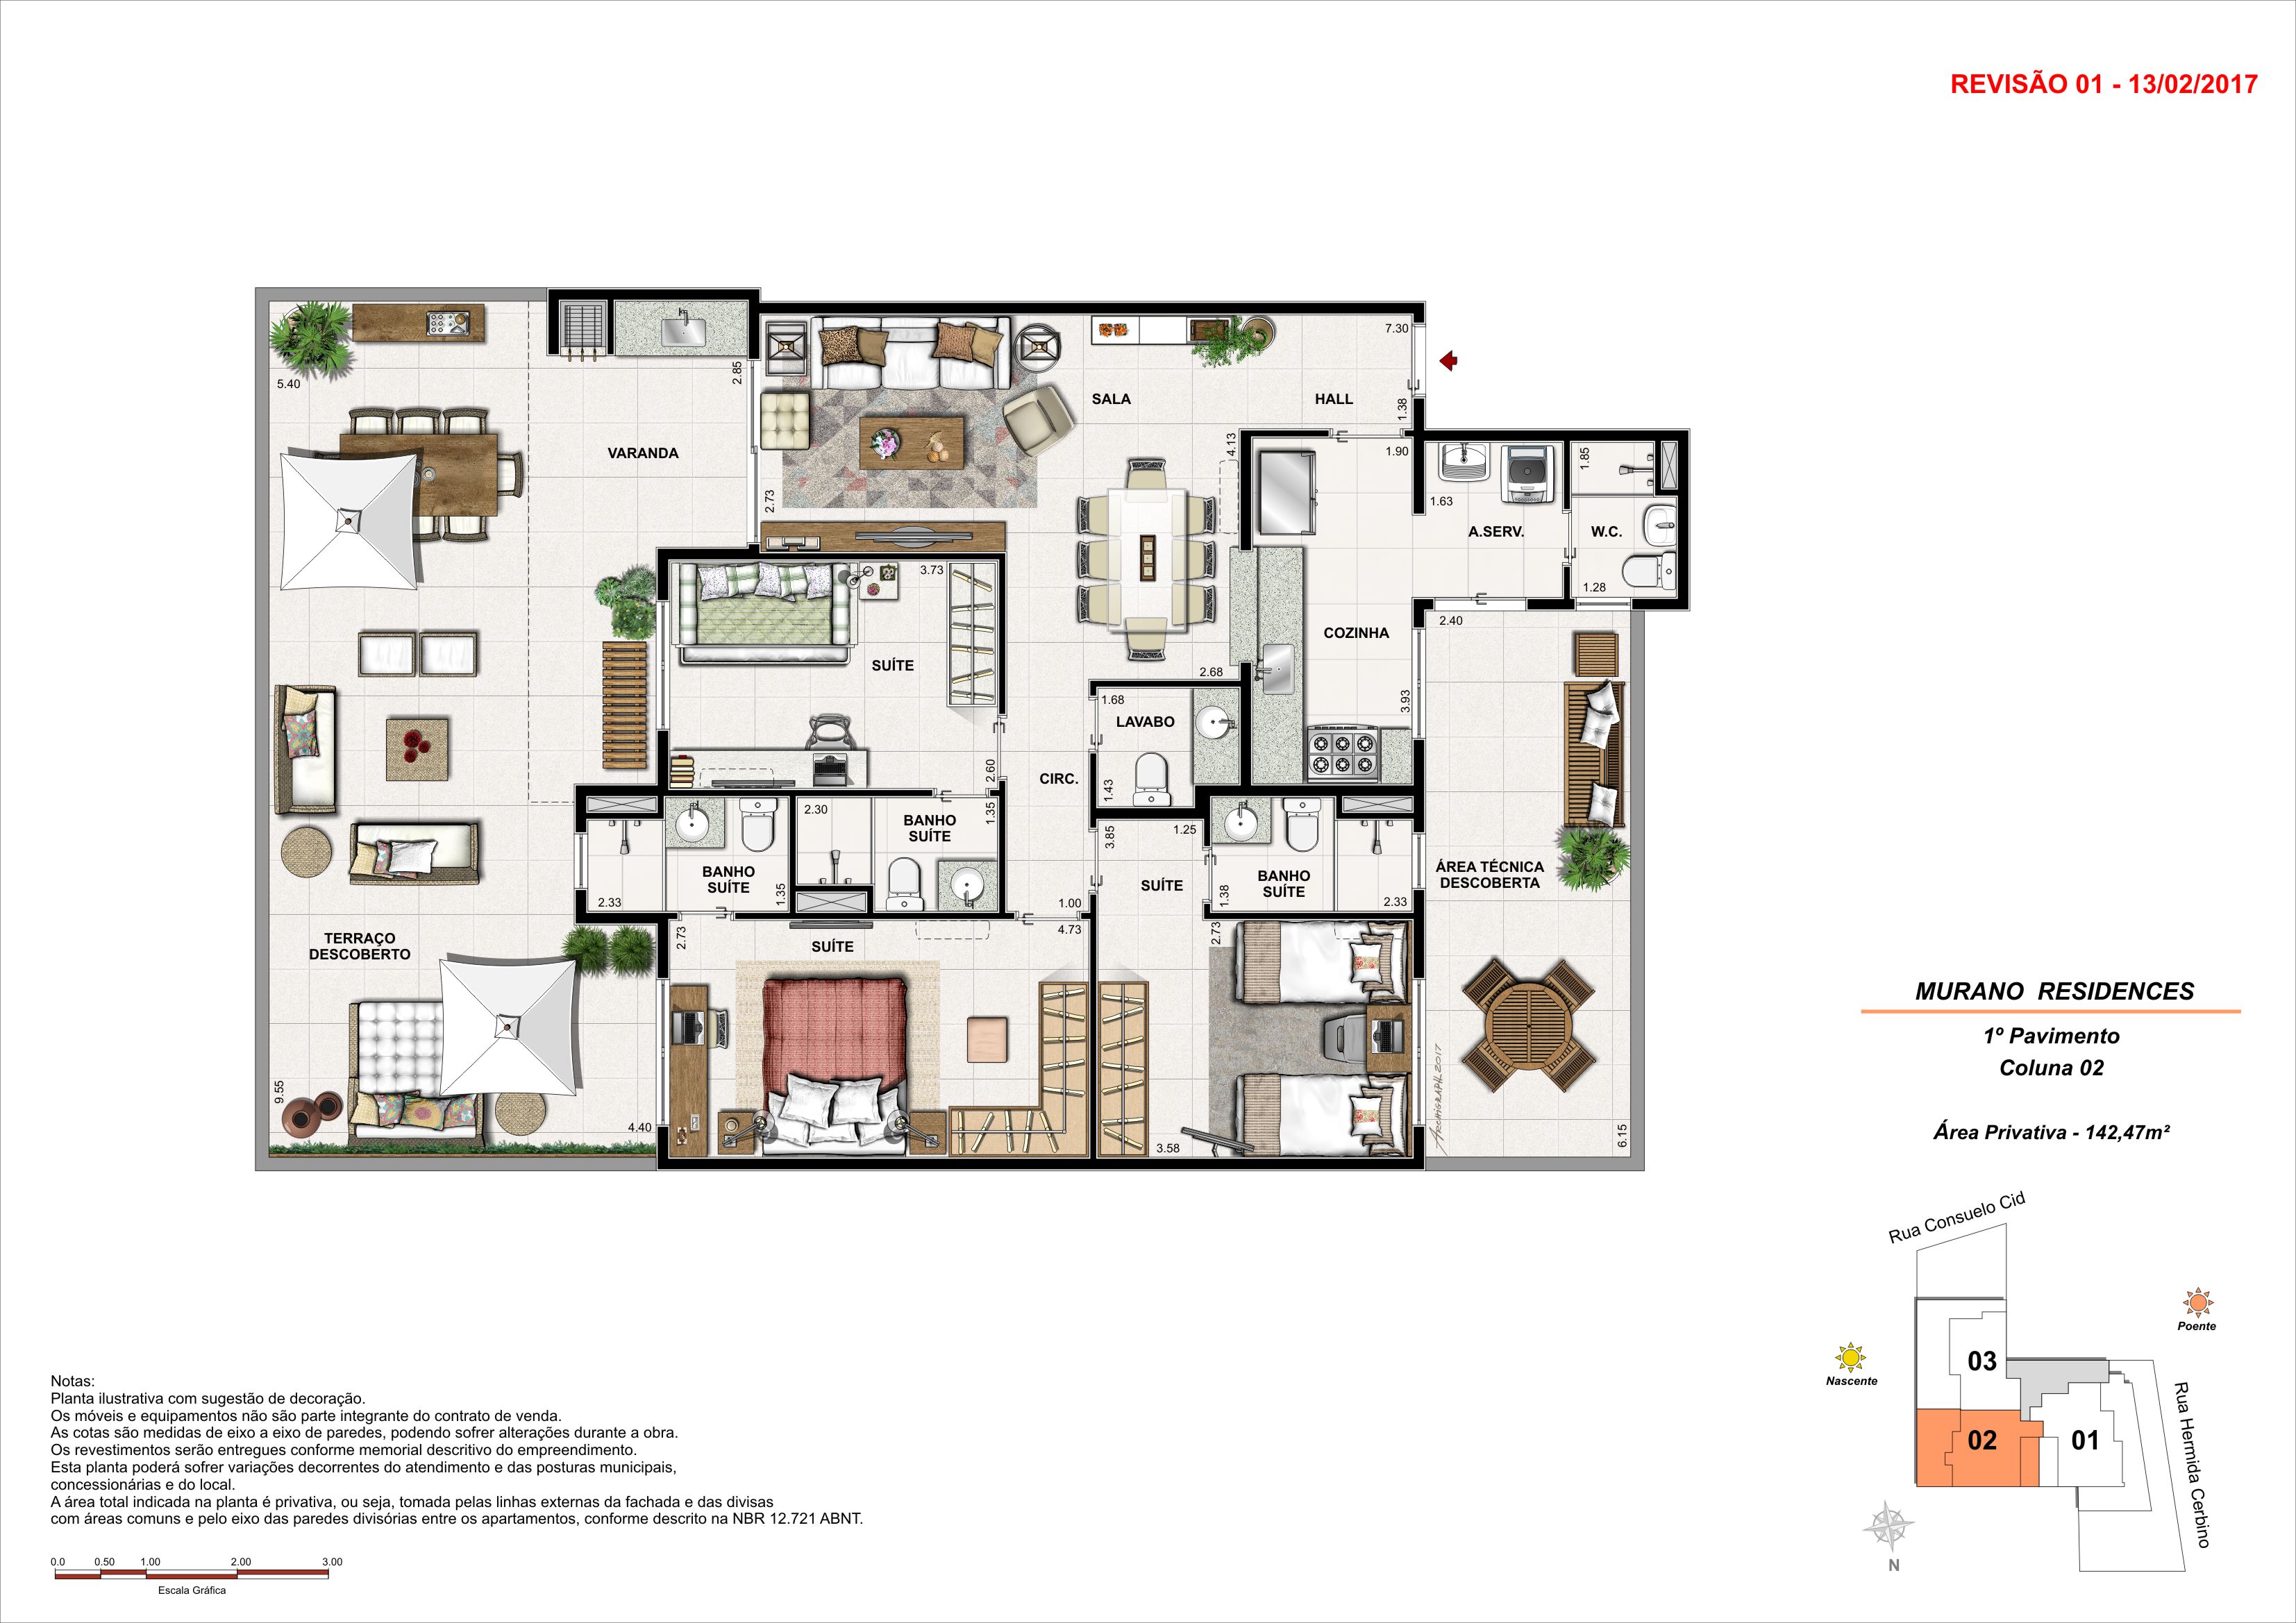 REVISÃO 01 - 13/02/2017
7.30
5.40
2.85
SALA
HALL
1.38
VARANDA
4.13
1.90
1.85
2.73
1.63
A.SERV.
W.C.
3.73
1.28
2.40
COZINHA
SUÍTE
2.68
1.68
3.93
LAVABO
2.60
CIRC.
1.43
2.30
1.35
BANHO
SUÍTE
3.85
1.25
BANHO
SUÍTE
1.35
2.33
SUÍTE
BANHO
SUÍTE
1.38
2.33
ÁREA TÉCNICA
DESCOBERTA
1.00
4.73
TERRAÇO
DESCOBERTO
2.73
SUÍTE
2.73
9.55
4.40
3.58
ARCHIGRAPH 2017
6.15
MURANO RESIDENCES
1º Pavimento
Coluna 02
Área Privativa - 142,47m²
Rua Consuelo Cid
Poente
Nascente
03
02
01
Rua Hermida Cerbino
N
Notas:
Planta ilustrativa com sugestão de decoração.
Os móveis e equipamentos não são parte integrante do contrato de venda.
As cotas são medidas de eixo a eixo de paredes, podendo sofrer alterações durante a obra.
Os revestimentos serão entregues conforme memorial descritivo do empreendimento.
Esta planta poderá sofrer variações decorrentes do atendimento e das posturas municipais,
concessionárias e do local.
A área total indicada na planta é privativa, ou seja, tomada pelas linhas externas da fachada e das divisas
com áreas comuns e pelo eixo das paredes divisórias entre os apartamentos, conforme descrito na NBR 12.721 ABNT.
0.0 0.50 1.00 2.00 3.00
Escala Gráfica